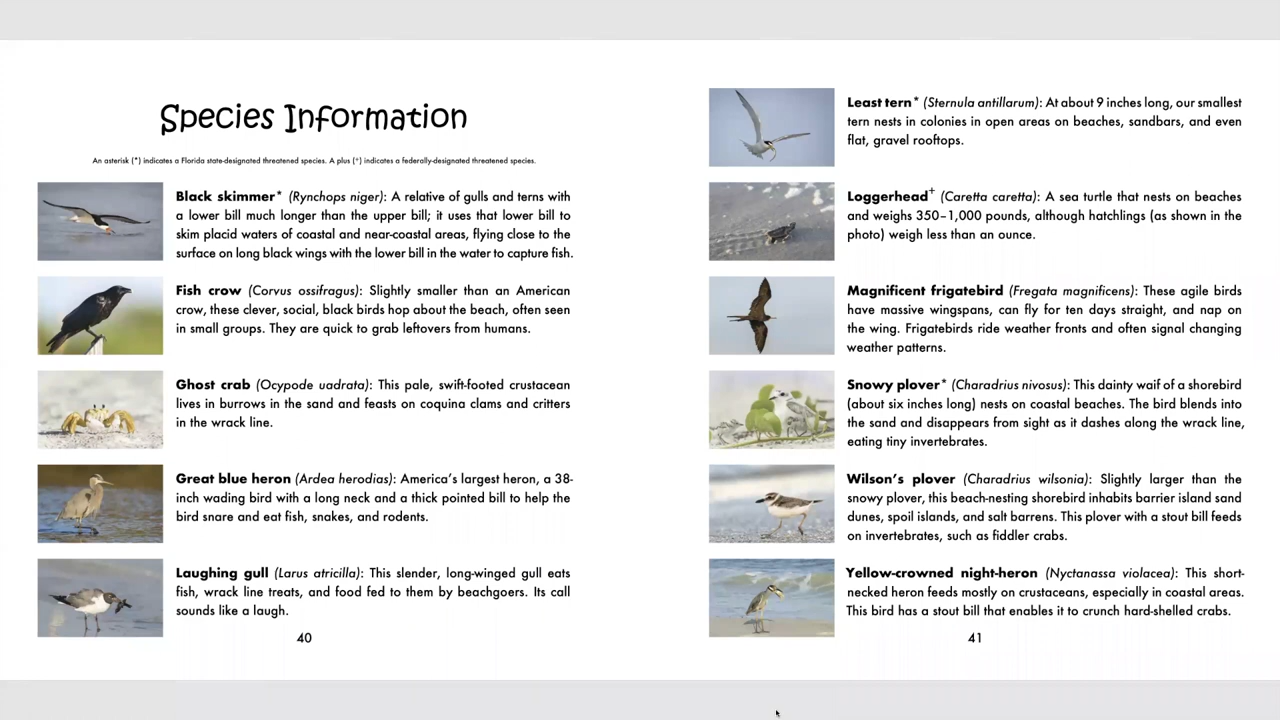 Species Information
An asterisk (*) indicates a Florida state-designated threatened species. A plus (+) indicates a federally-designated threatened species.
Black skimmer* (Rynchops niger): A relative of gulls and terns with
a lower bill much longer than the upper bill; it uses that lower bill to
skim placid waters of coastal and near-coastal areas, flying close to the
surface on long black wings with the lower bill in the water to capture fish.
Fish crow (Corvus ossifragus): Slightly smaller than an American
crow, these clever, social, black birds hop about the beach, often seen
in small groups. They are quick to grab leftovers from humans.
Ghost crab (Ocypode uadrata): This pale, swift-footed crustacean
lives in burrows in the sand and feasts on coquina clams and critters
in the wrack line.
Great blue heron (Ardea herodias): America's largest heron, a 38-
inch wading bird with a long neck and a thick pointed bill to help the
bird snare and eat fish, snakes, and rodents.
Laughing gull (Larus atricilla): This slender, long-winged gull eats
fish, wrack line treats, and food fed to them by beachgoers. Its call
sounds like a laugh.
40
Least tern* (Sternula antillarum): At about 9 inches long, our smallest
tern nests in colonies in open areas on beaches, sandbars, and even
flat, gravel rooftops.
Loggerhead+ (Caretta caretta): A sea turtle that nests on beaches
and weighs 350–1,000 pounds, although hatchlings (as shown in the
photo) weigh less than an ounce.
Magnificent frigatebird (Fregata magnificens): These agile birds
have massive wingspans, can fly for ten days straight, and nap on
the wing. Frigatebirds ride weather fronts and often signal changing
weather patterns.
Snowy plover* (Charadrius nivosus): This dainty waif of a shorebird
(about six inches long) nests on coastal beaches. The bird blends into
the sand and disappears from sight as it dashes along the wrack line,
eating tiny invertebrates.
Wilson's plover (Charadrius wilsonia): Slightly larger than the
snowy plover, this beach-nesting shorebird inhabits barrier island sand
dunes, spoil islands, and salt barrens. This plover with a stout bill feeds
on invertebrates, such as fiddler crabs.
Yellow-crowned night-heron (Nyctanassa violacea): This short-
necked heron feeds mostly on crustaceans, especially in coastal areas.
This bird has a stout bill that enables it to crunch hard-shelled crabs.
41